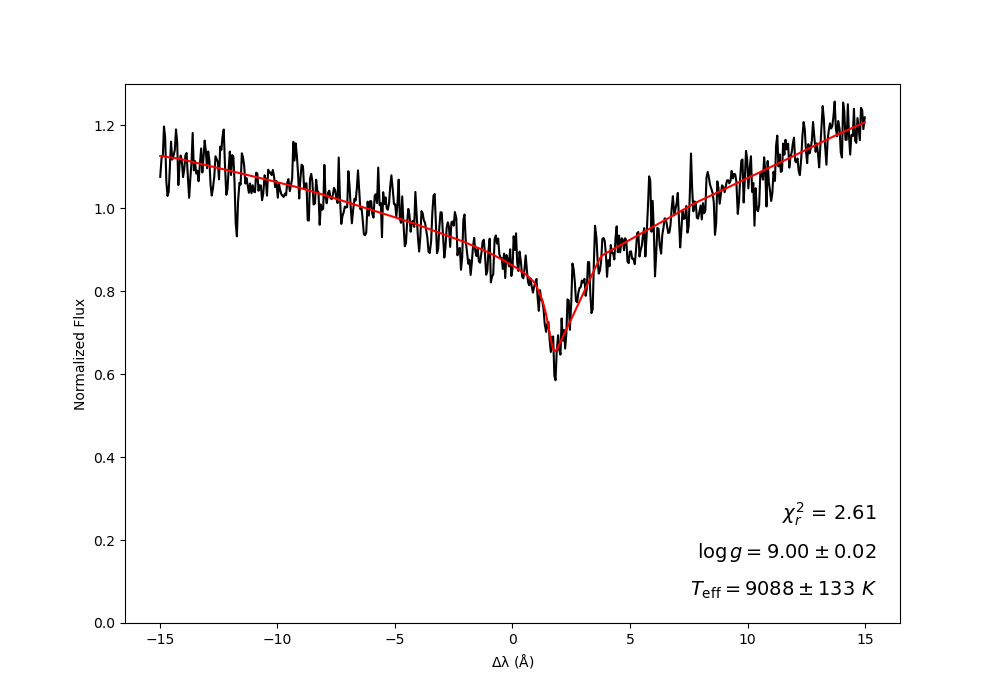 Normalized Flux
1.2
1.0
0.8
0.6
0.4
0.2
0.0
χ²ᵣ = 2.61
log g = 9.00 ± 0.02
T_eff = 9088 ± 133 K
−15
−10
−5
0
5
10
15
Δλ (Å)